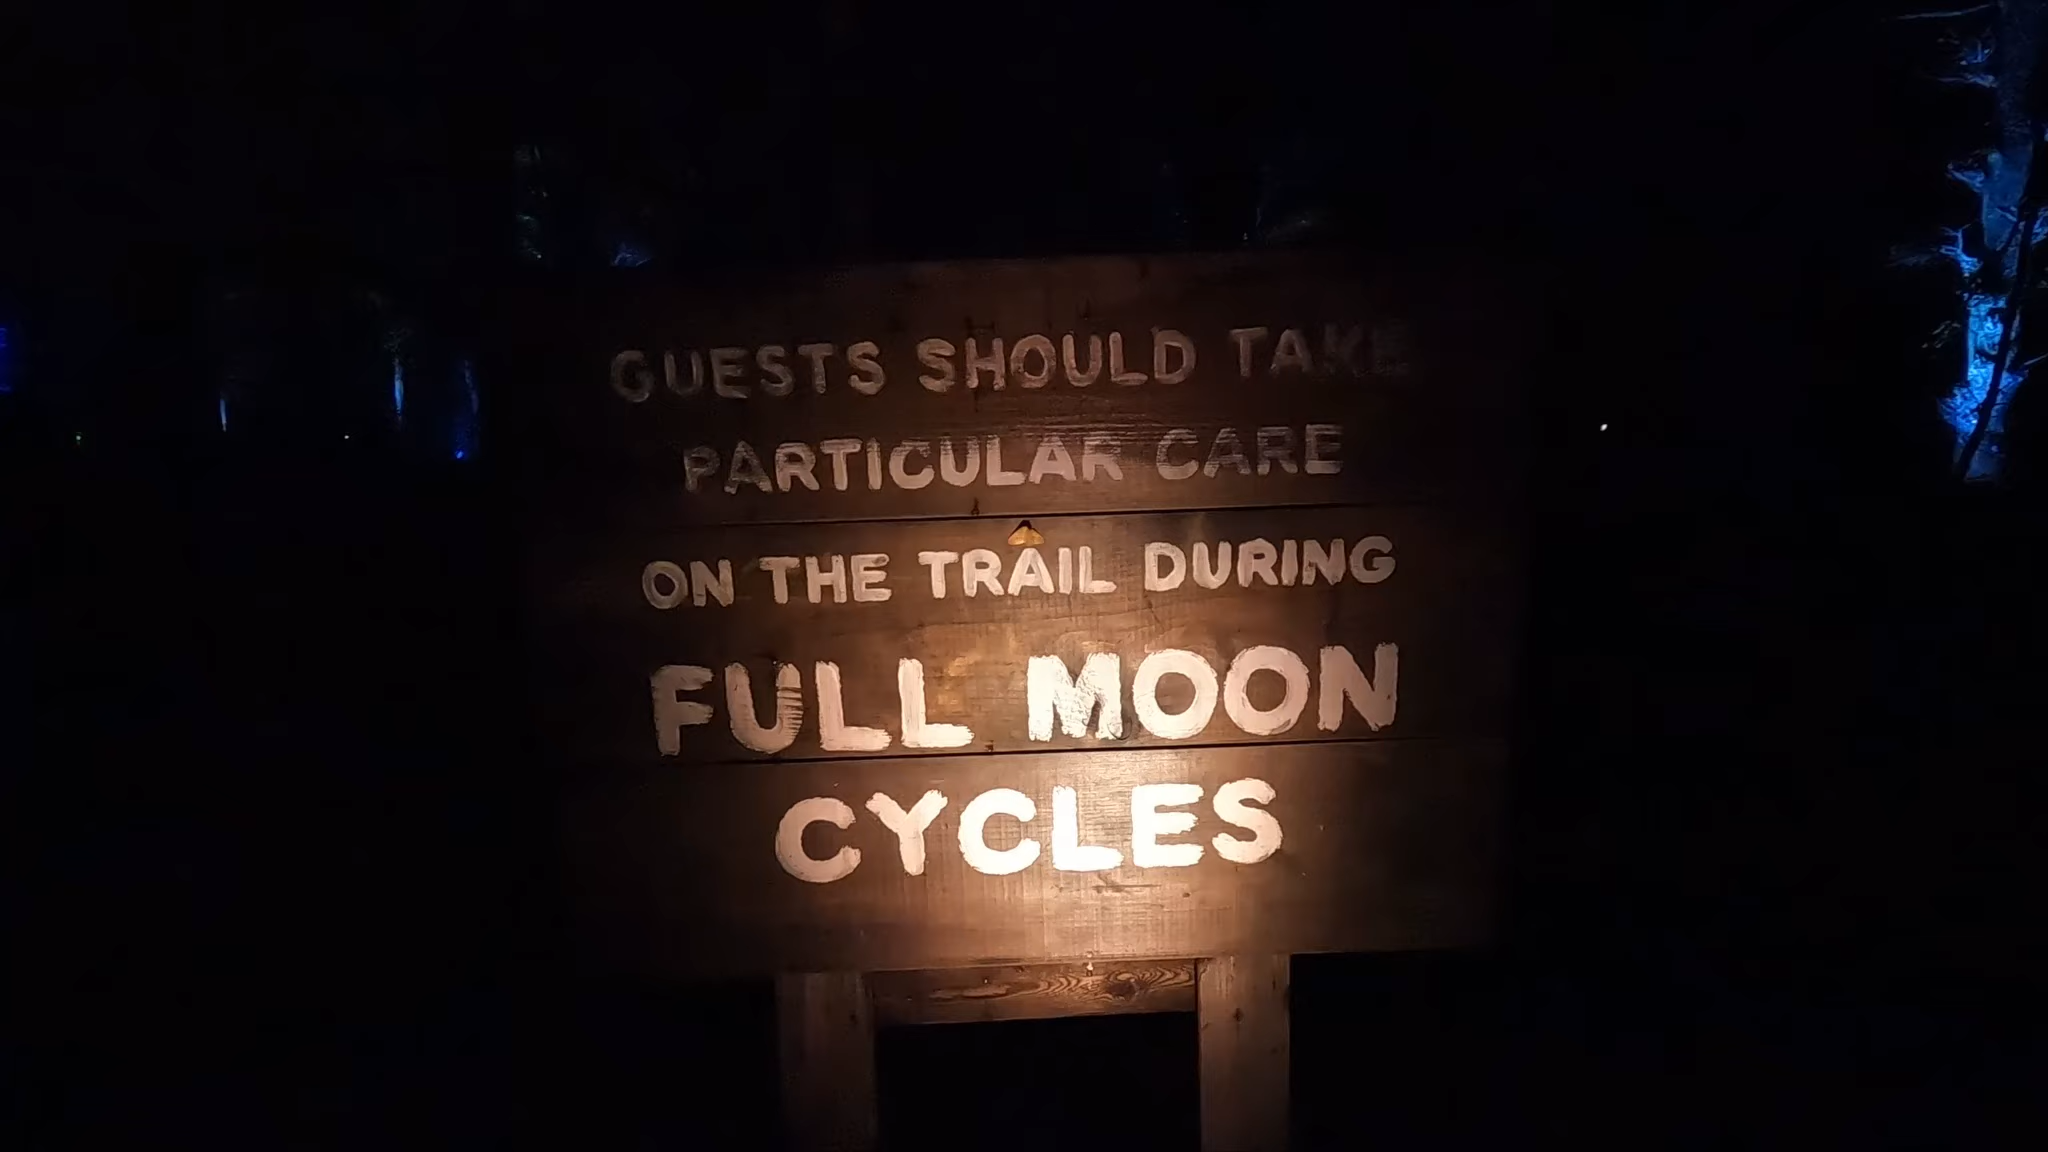 GUESTS SHOULD TAKE
PARTICULAR CARE
ON THE TRAIL DURING
FULL MOON
CYCLES